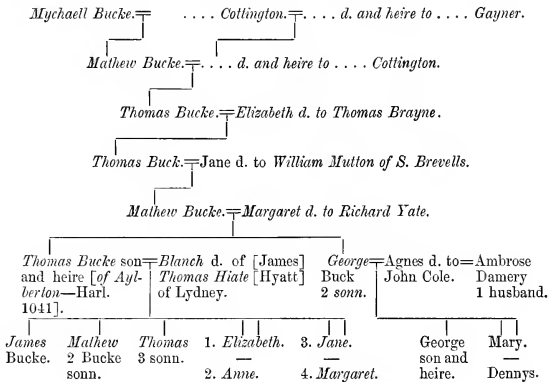 Mychaell Bucke. = . . . . Cottington. = . . . . d. and heire to . . . . Gayner.
Mathew Bucke. = . . . . d. and heire to . . . . Cottington.
Thomas Bucke. = Elizabeth d. to Thomas Brayne.
Thomas Buck. = Jane d. to William Mutton of S. Brevells.
Mathew Bucke. = Margaret d. to Richard Yate.
Thomas Bucke son = Blanch d. of [James] George = Agnes d. to = Ambrose
and heire [of Ayl- Thomas Hiate [Hyatt] Buck John Cole. Damery
berton—Harl. of Lydney. 2 sonn. 1 husband.
1041].
James Mathew Thomas 1. Elizabeth. 3. Jane. George Mary.
Bucke. 2 Bucke 3 sonn. — — son and —
sonn. 2. Anne. 4. Margaret. heire. Dennys.